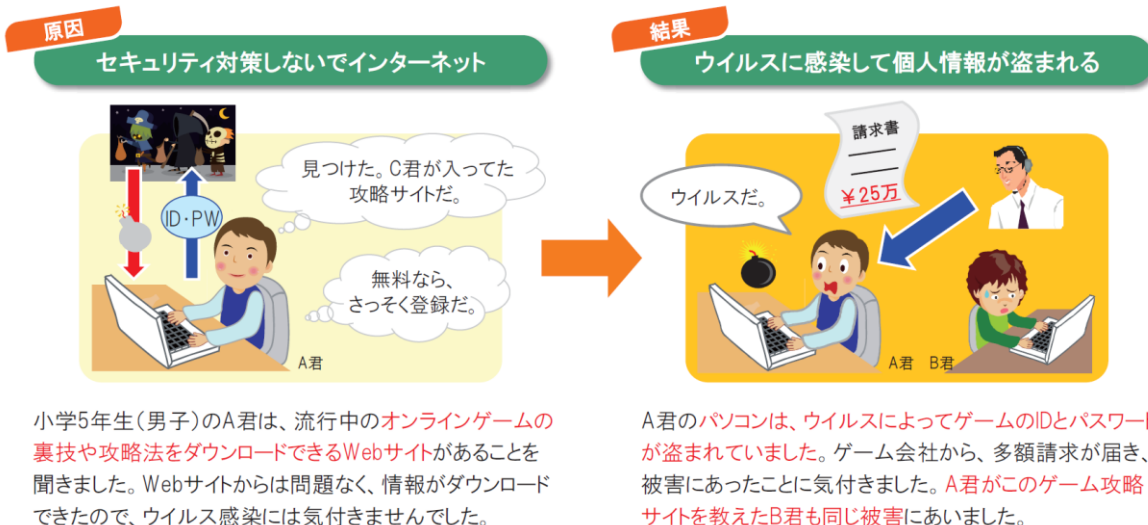 原因
セキュリティ対策しないでインターネット
見つけた。C君が入ってた
攻略サイトだ。
ID・PW
無料なら、
さっそく登録だ。
A君
小学5年生(男子)のA君は、流行中のオンラインゲームの
裏技や攻略法をダウンロードできるWebサイトがあることを
聞きました。Webサイトからは問題なく、情報がダウンロード
できたので、ウイルス感染には気付きませんでした。
結果
ウイルスに感染して個人情報が盗まれる
請求書
¥25万
ウイルスだ。
A君 B君
A君のパソコンは、ウイルスによってゲームのIDとパスワード
が盗まれていました。ゲーム会社から、多額請求が届き、
被害にあったことに気付きました。A君がこのゲーム攻略
サイトを教えたB君も同じ被害にあいました。